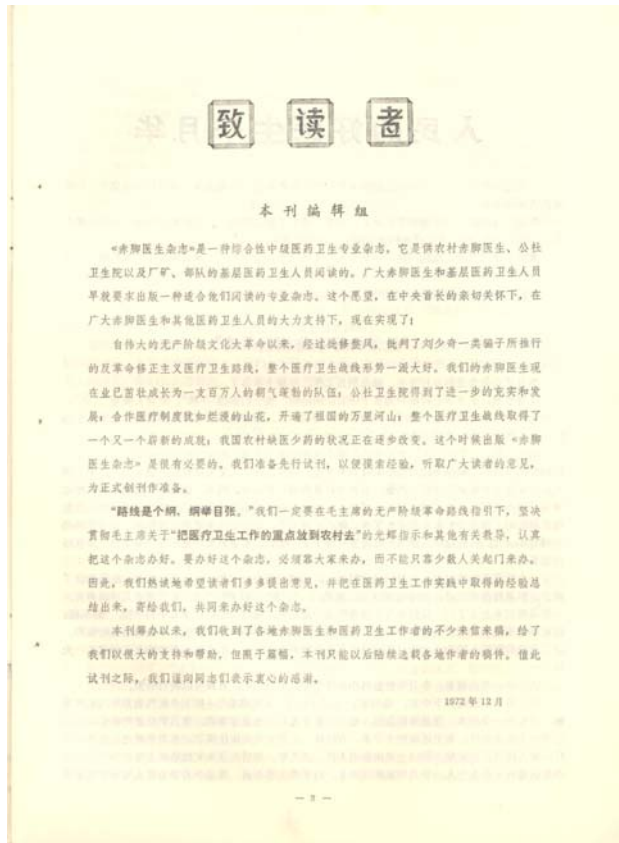 致读者
本刊编辑组
《赤脚医生杂志》是一种综合性中级医药卫生专业杂志，它是供农村赤脚医生、公社
卫生院以及厂矿、部队的基层医药卫生人员阅读的。广大赤脚医生和基层医药卫生人员
早就要求出版一种适合他们阅读的专业杂志。这个愿望，在中央首长的亲切关怀下，在
广大赤脚医生和其他医药卫生人员的大力支持下，现在实现了！
自伟大的无产阶级文化大革命以来，经过批修整风，批判了刘少奇一类骗子所推行
的反革命修正主义医疗卫生路线，整个医疗卫生战线形势一派大好。我们的赤脚医生现
在业已茁壮成长为一支百万人的朝气蓬勃的队伍；公社卫生院得到了进一步的充实和发
展；合作医疗制度犹如烂漫的山花，开遍了祖国的万里河山；整个医疗卫生战线取得了
一个又一个崭新的成就；我国农村缺医少药的状况正在逐步改变。这个时候出版《赤脚
医生杂志》是很有必要的。我们准备先行试刊，以便摸索经验，听取广大读者的意见，
为正式创刊作准备。
“路线是个纲，纲举目张。”我们一定要在毛主席的无产阶级革命路线指引下，坚决
贯彻毛主席关于“把医疗卫生工作的重点放到农村去”的光辉指示和其他有关教导，认真
把这个杂志办好。要办好这个杂志，必须靠大家来办，而不能只靠少数人关起门来办。
因此，我们热诚地希望读者们多多提出意见，并把在医药卫生工作实践中取得的经验总
结出来，寄给我们，共同来办好这个杂志。
本刊筹办以来，我们收到了各地赤脚医生和医药卫生工作者的不少来信来稿，给了
我们以很大的支持和帮助，但限于篇幅，本刊只能以后陆续选载各地作者的稿件。值此
试刊之际，我们谨向同志们表示衷心的感谢。
1972年12月